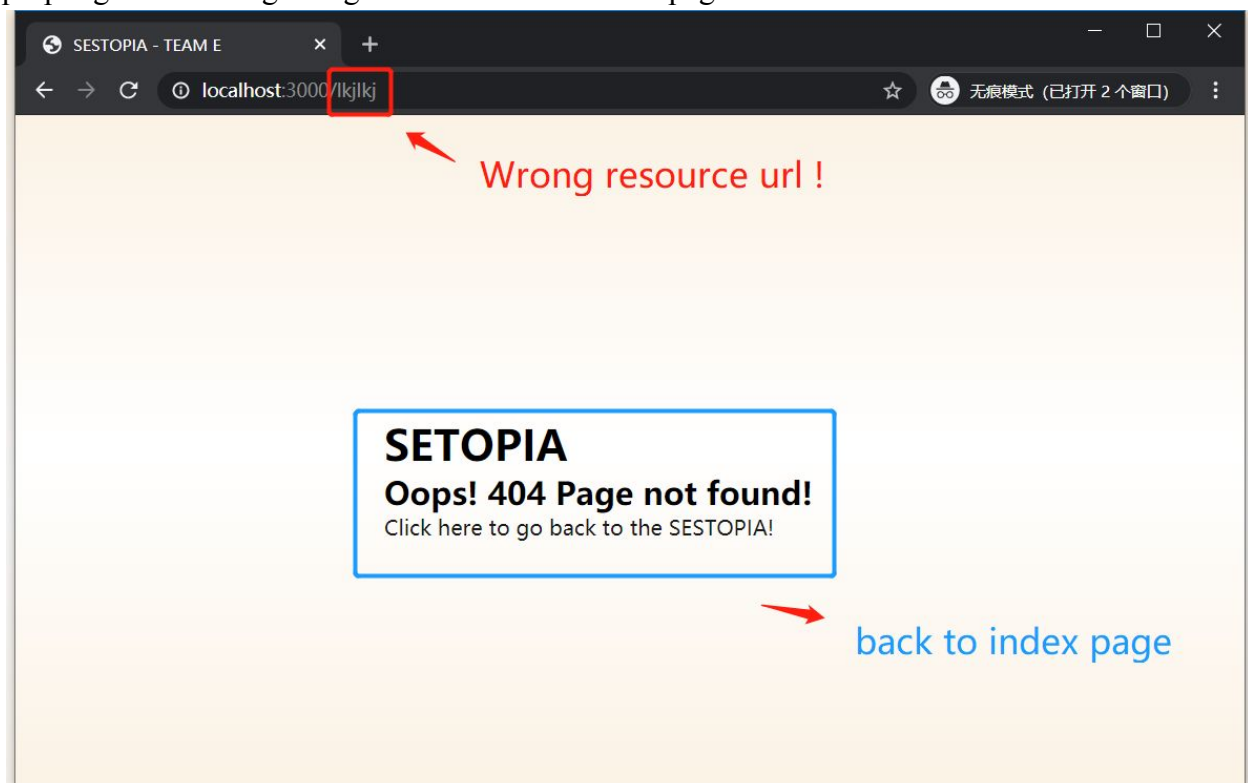 SESTOPIA - TEAM E
localhost:3000/lkjlkj
无痕模式 (已打开 2 个窗口)
Wrong resource url !
SETOPIA
Oops! 404 Page not found!
Click here to go back to the SESTOPIA!
back to index page